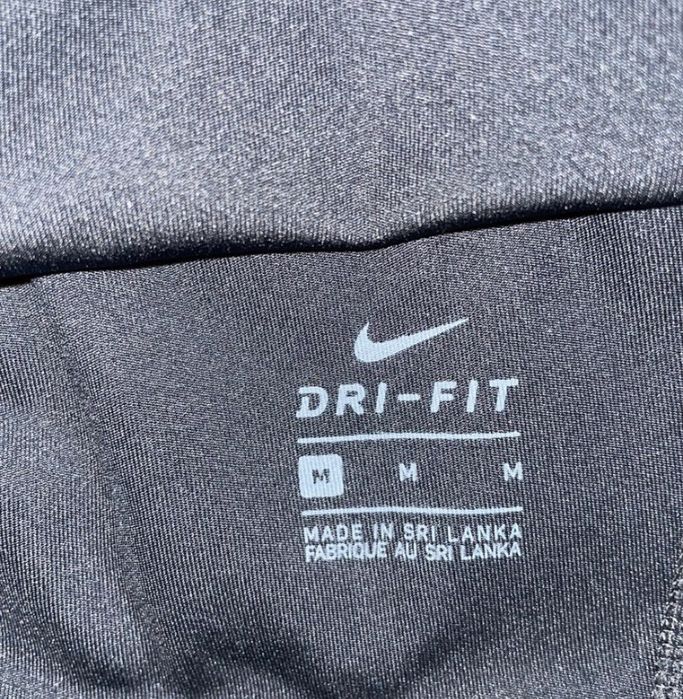 DRI-FIT
M M M
MADE IN SRI LANKA
FABRIQUE AU SRI LANKA